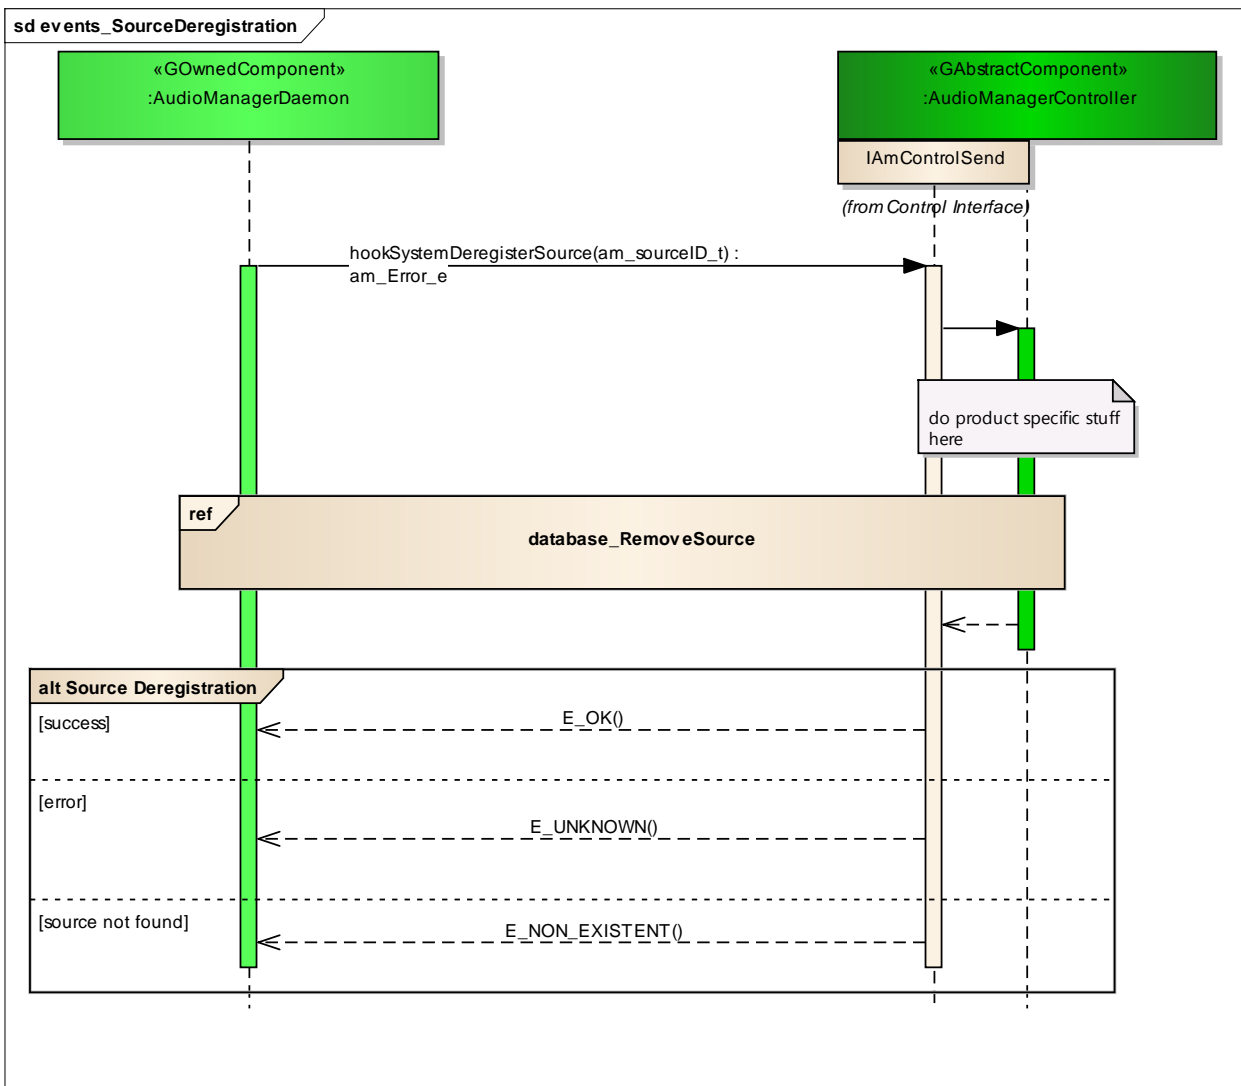 sd events_SourceDeregistration
«GOwnedComponent»
:AudioManagerDaemon
«GAbstractComponent»
:AudioManagerController
IAmControlSend
(from Control Interface)
hookSystemDeregisterSource(am_sourceID_t) :
am_Error_e
do product specific stuff
here
ref
database_RemoveSource
alt Source Deregistration
[success]
E_OK()
[error]
E_UNKNOWN()
[source not found]
E_NON_EXISTENT()